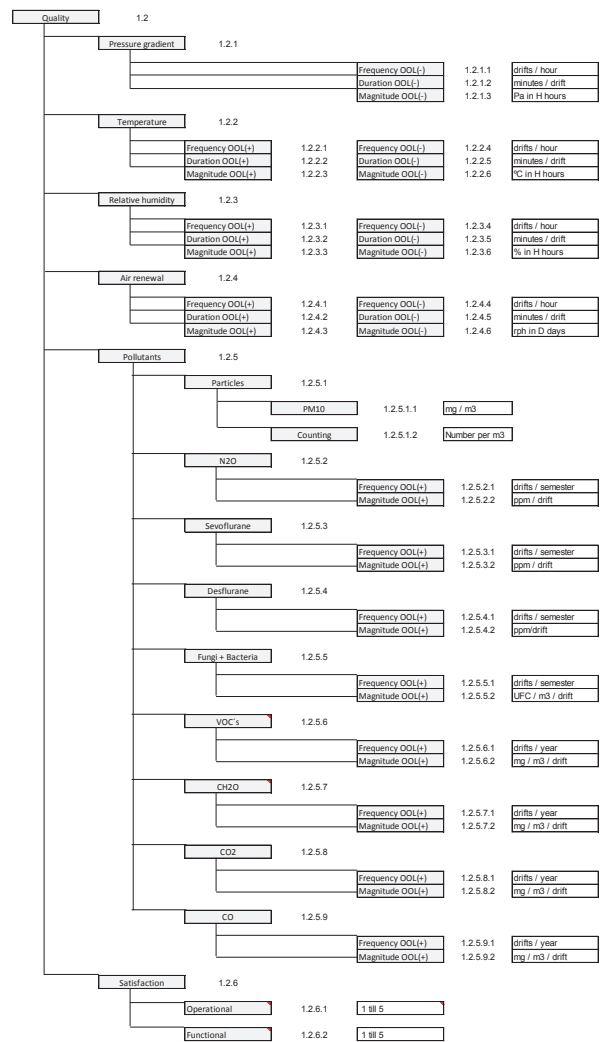 Quality 1.2
Pressure gradient 1.2.1
Frequency OOL(-) 1.2.1.1 drifts / hour
Duration OOL(-) 1.2.1.2 minutes / drift
Magnitude OOL(-) 1.2.1.3 Pa in H hours
Temperature 1.2.2
Frequency OOL(+) 1.2.2.1 Frequency OOL(-) 1.2.2.4 drifts / hour
Duration OOL(+) 1.2.2.2 Duration OOL(-) 1.2.2.5 minutes / drift
Magnitude OOL(+) 1.2.2.3 Magnitude OOL(-) 1.2.2.6 ºC in H hours
Relative humidity 1.2.3
Frequency OOL(+) 1.2.3.1 Frequency OOL(-) 1.2.3.4 drifts / hour
Duration OOL(+) 1.2.3.2 Duration OOL(-) 1.2.3.5 minutes / drift
Magnitude OOL(+) 1.2.3.3 Magnitude OOL(-) 1.2.3.6 % in H hours
Air renewal 1.2.4
Frequency OOL(+) 1.2.4.1 Frequency OOL(-) 1.2.4.4 drifts / hour
Duration OOL(+) 1.2.4.2 Duration OOL(-) 1.2.4.5 minutes / drift
Magnitude OOL(+) 1.2.4.3 Magnitude OOL(-) 1.2.4.6 rph in D days
Pollutants 1.2.5
Particles 1.2.5.1
PM10 1.2.5.1.1 mg / m3
Counting 1.2.5.1.2 Number per m3
N2O 1.2.5.2
Frequency OOL(+) 1.2.5.2.1 drifts / semester
Magnitude OOL(+) 1.2.5.2.2 ppm / drift
Sevoflurane 1.2.5.3
Frequency OOL(+) 1.2.5.3.1 drifts / semester
Magnitude OOL(+) 1.2.5.3.2 ppm / drift
Desflurane 1.2.5.4
Frequency OOL(+) 1.2.5.4.1 drifts / semester
Magnitude OOL(+) 1.2.5.4.2 ppm/drift
Fungi + Bacteria 1.2.5.5
Frequency OOL(+) 1.2.5.5.1 drifts / semester
Magnitude OOL(+) 1.2.5.5.2 UFC / m3 / drift
VOC´s 1.2.5.6
Frequency OOL(+) 1.2.5.6.1 drifts / year
Magnitude OOL(+) 1.2.5.6.2 mg / m3 / drift
CH2O 1.2.5.7
Frequency OOL(+) 1.2.5.7.1 drifts / year
Magnitude OOL(+) 1.2.5.7.2 mg / m3 / drift
CO2 1.2.5.8
Frequency OOL(+) 1.2.5.8.1 drifts / year
Magnitude OOL(+) 1.2.5.8.2 mg / m3 / drift
CO 1.2.5.9
Frequency OOL(+) 1.2.5.9.1 drifts / year
Magnitude OOL(+) 1.2.5.9.2 mg / m3 / drift
Satisfaction 1.2.6
Operational 1.2.6.1 1 till 5
Functional 1.2.6.2 1 till 5